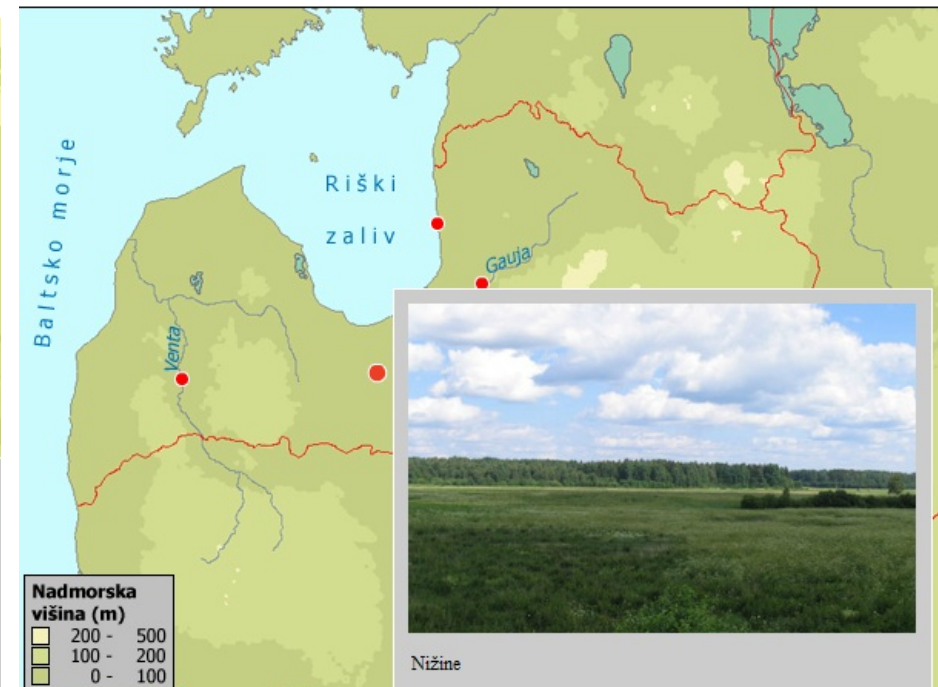 Baltsko morje
Riški
zaliv
Gauja
Venta
Nadmorska
višina (m)
200 - 500
100 - 200
0 - 100
Nižine